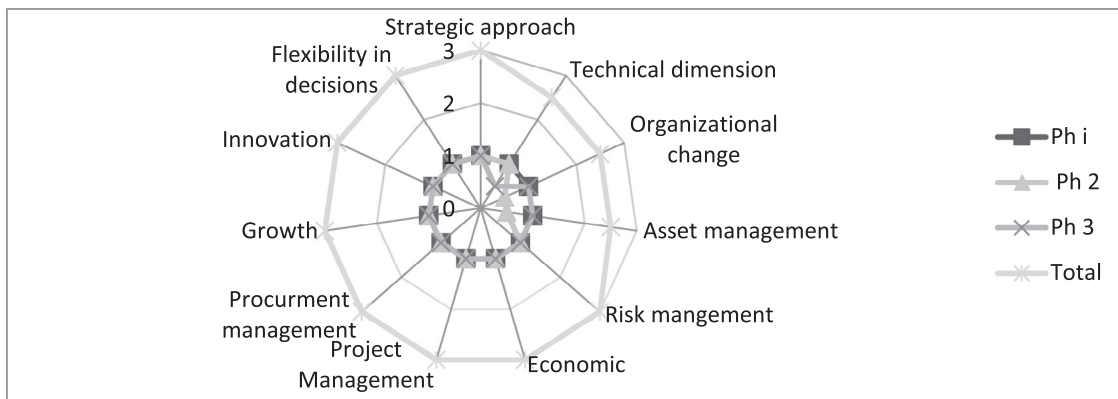 Strategic approach
Flexibility in
decisions
Technical dimension
Organizational
change
Innovation
3
2
1
0
Growth
Asset management
Procurment
management
Risk mangement
Project
Management
Economic
Ph i
Ph 2
Ph 3
Total